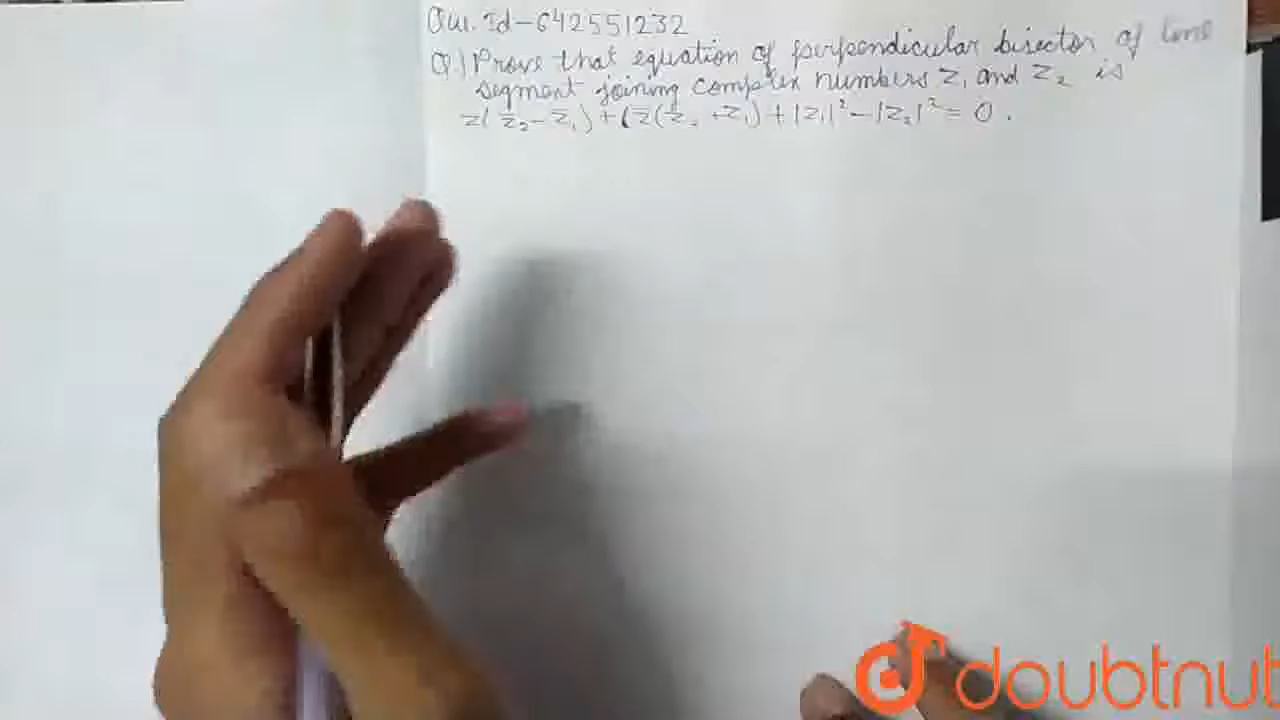 Qui. Id-642551232
Q.) Prove that equation of perpendicular bisector of line
segment joining complex numbers z₁ and z₂ is
z(z̄₂-z̄₁)+(z̄(z₂+z₁)+|z₁|²-|z₂|²=0.
doubtnut